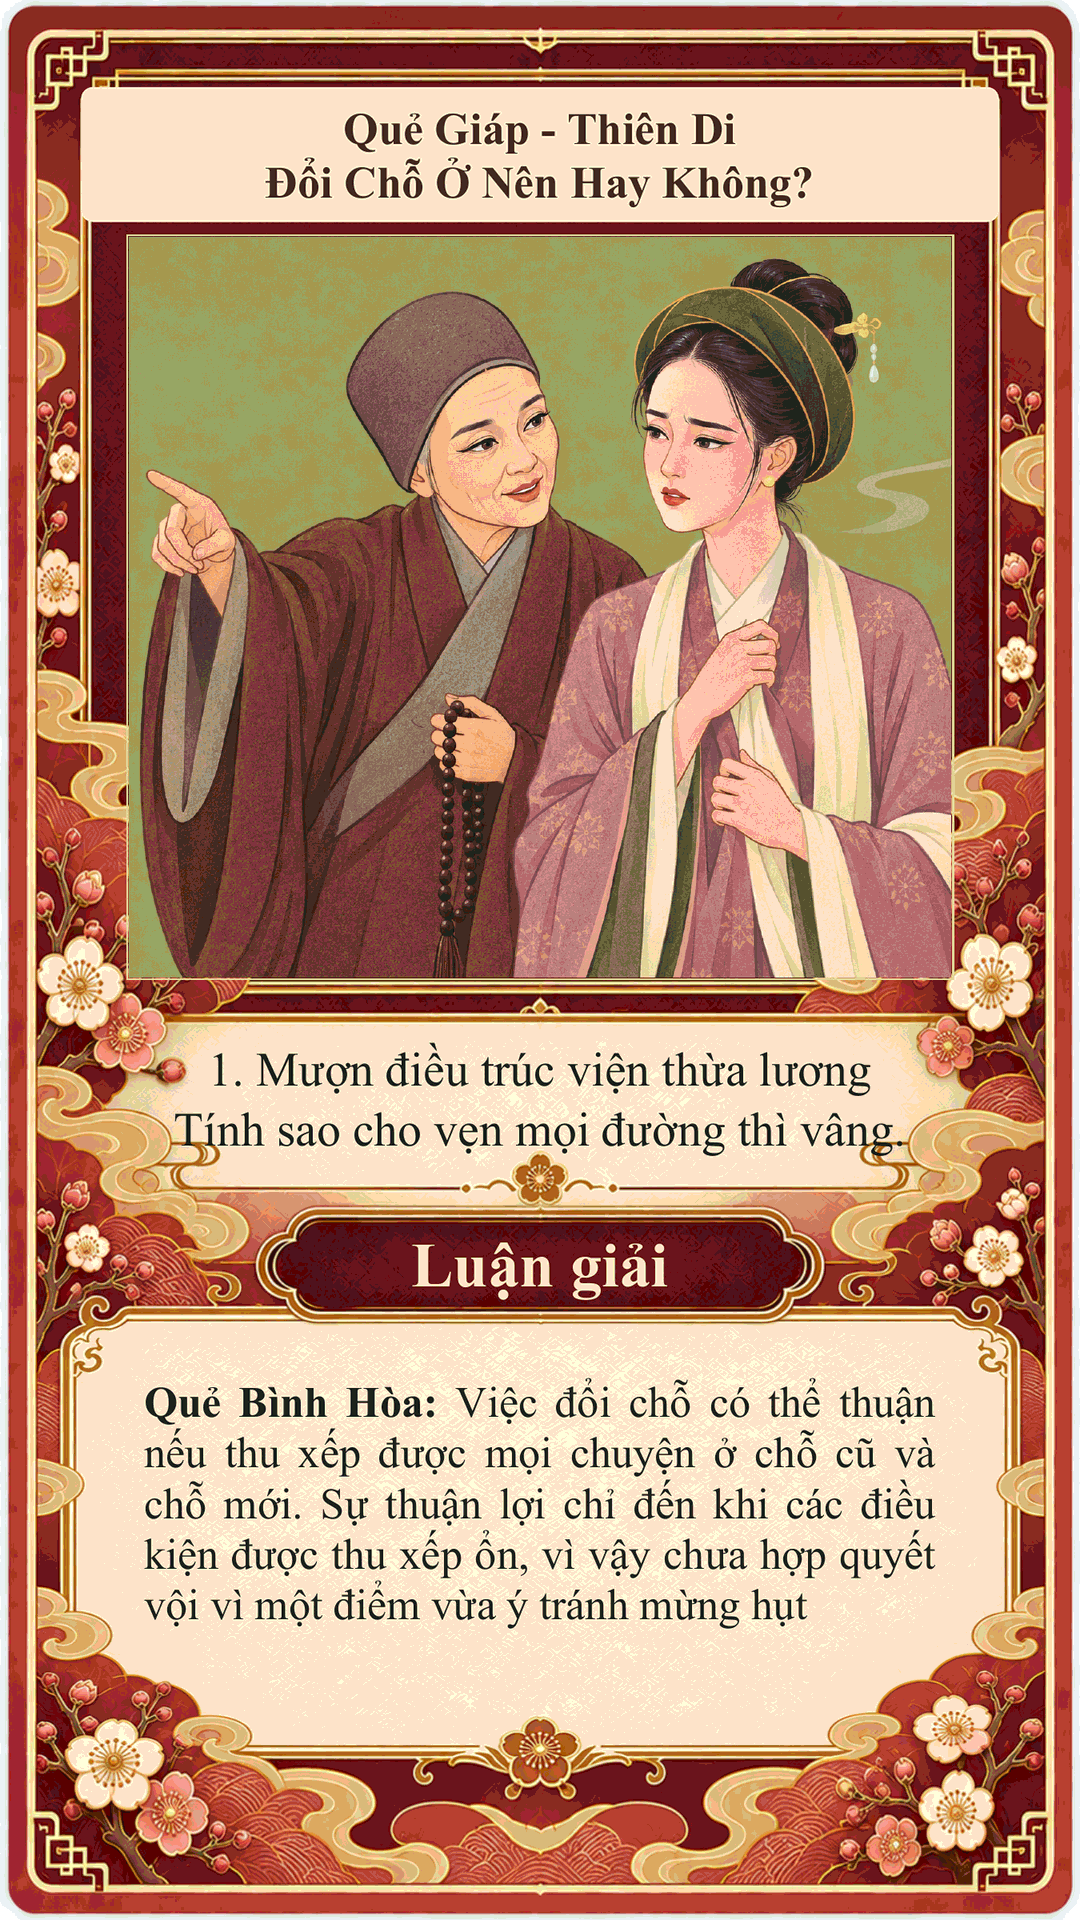 Quẻ Giáp - Thiên Di
Đổi Chỗ Ở Nên Hay Không?
1. Mượn điều trúc viện thừa lương
Tính sao cho vẹn mọi đường thì vâng.
Luận giải
Quẻ Bình Hòa: Việc đổi chỗ có thể thuận
nếu thu xếp được mọi chuyện ở chỗ cũ và
chỗ mới. Sự thuận lợi chỉ đến khi các điều
kiện được thu xếp ổn, vì vậy chưa hợp quyết
vội vì một điểm vừa ý tránh mừng hụt